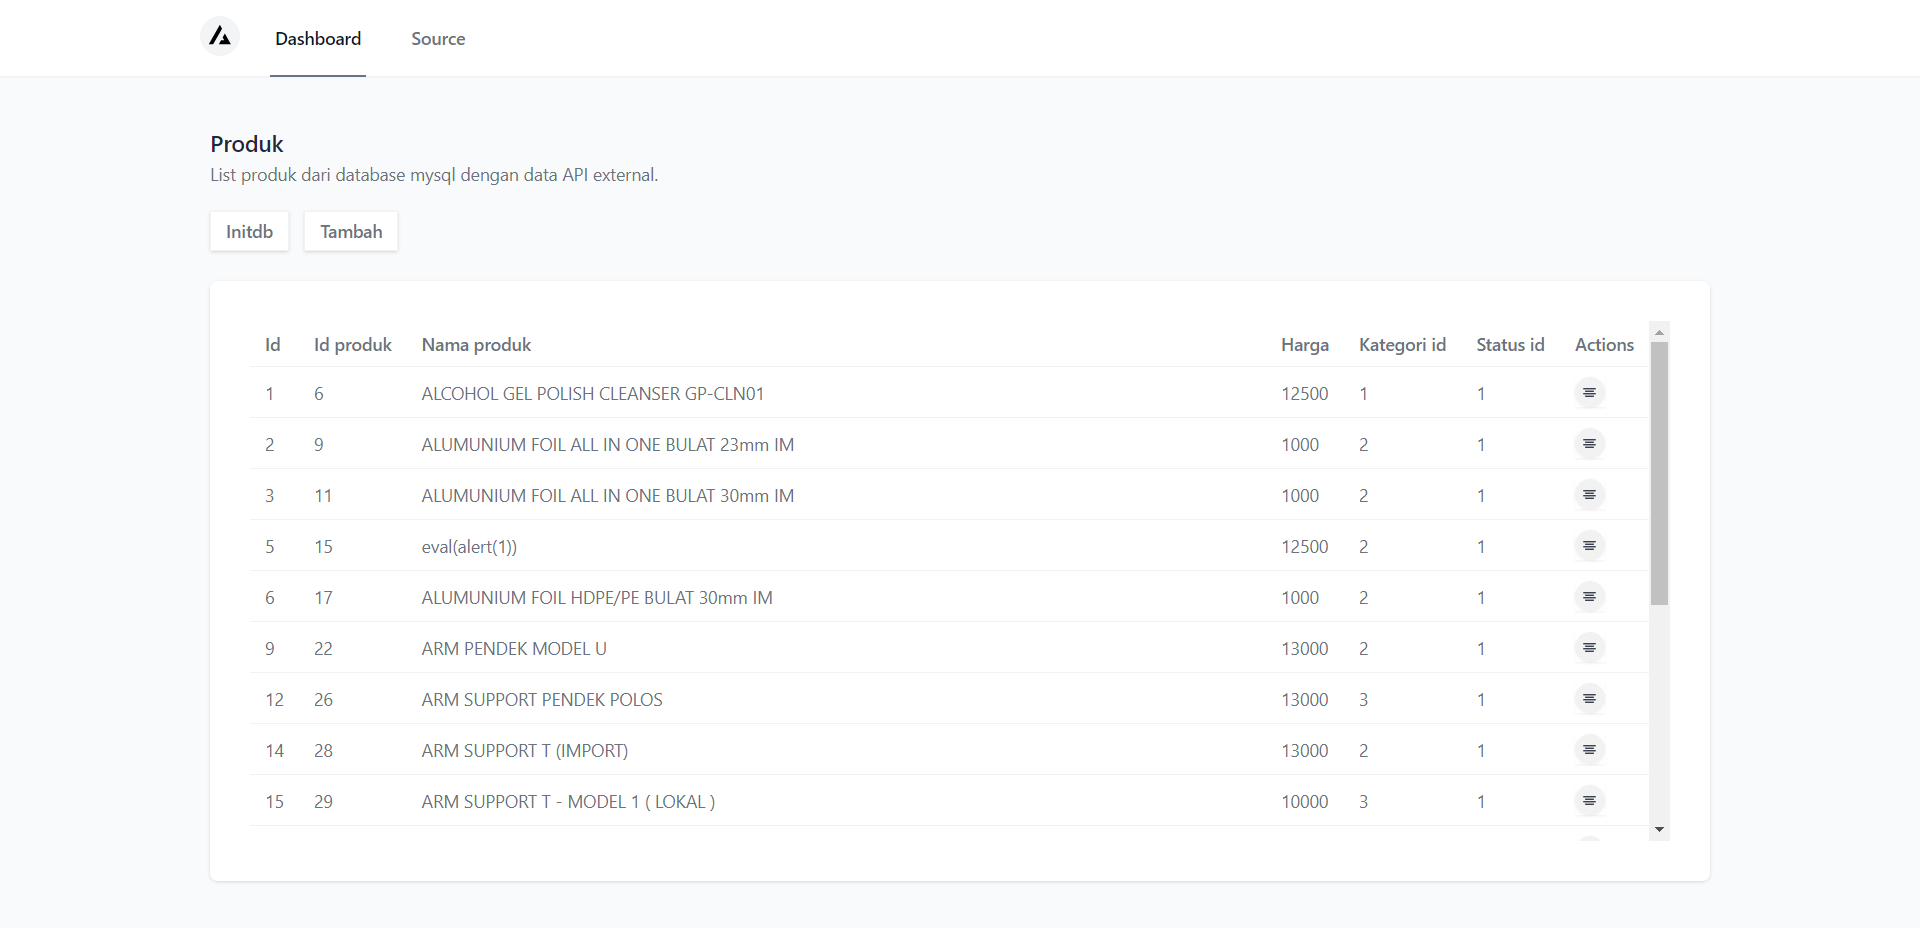 Dashboard Source
Produk
List produk dari database mysql dengan data API external.
Initdb Tambah
Id Id produk Nama produk Harga Kategori id Status id Actions
1 6 ALCOHOL GEL POLISH CLEANSER GP-CLN01 12500 1 1
2 9 ALUMUNIUM FOIL ALL IN ONE BULAT 23mm IM 1000 2 1
3 11 ALUMUNIUM FOIL ALL IN ONE BULAT 30mm IM 1000 2 1
5 15 eval(alert(1)) 12500 2 1
6 17 ALUMUNIUM FOIL HDPE/PE BULAT 30mm IM 1000 2 1
9 22 ARM PENDEK MODEL U 13000 2 1
12 26 ARM SUPPORT PENDEK POLOS 13000 3 1
14 28 ARM SUPPORT T (IMPORT) 13000 2 1
15 29 ARM SUPPORT T - MODEL 1 ( LOKAL ) 10000 3 1